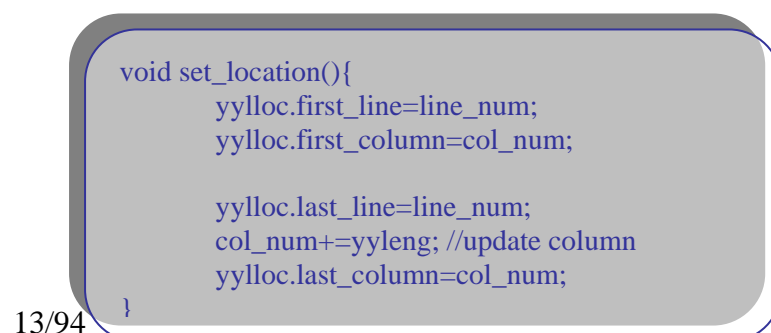 void set_location(){
yylloc.first_line=line_num;
yylloc.first_column=col_num;
yylloc.last_line=line_num;
col_num+=yyleng; //update column
yylloc.last_column=col_num;
}
13/94